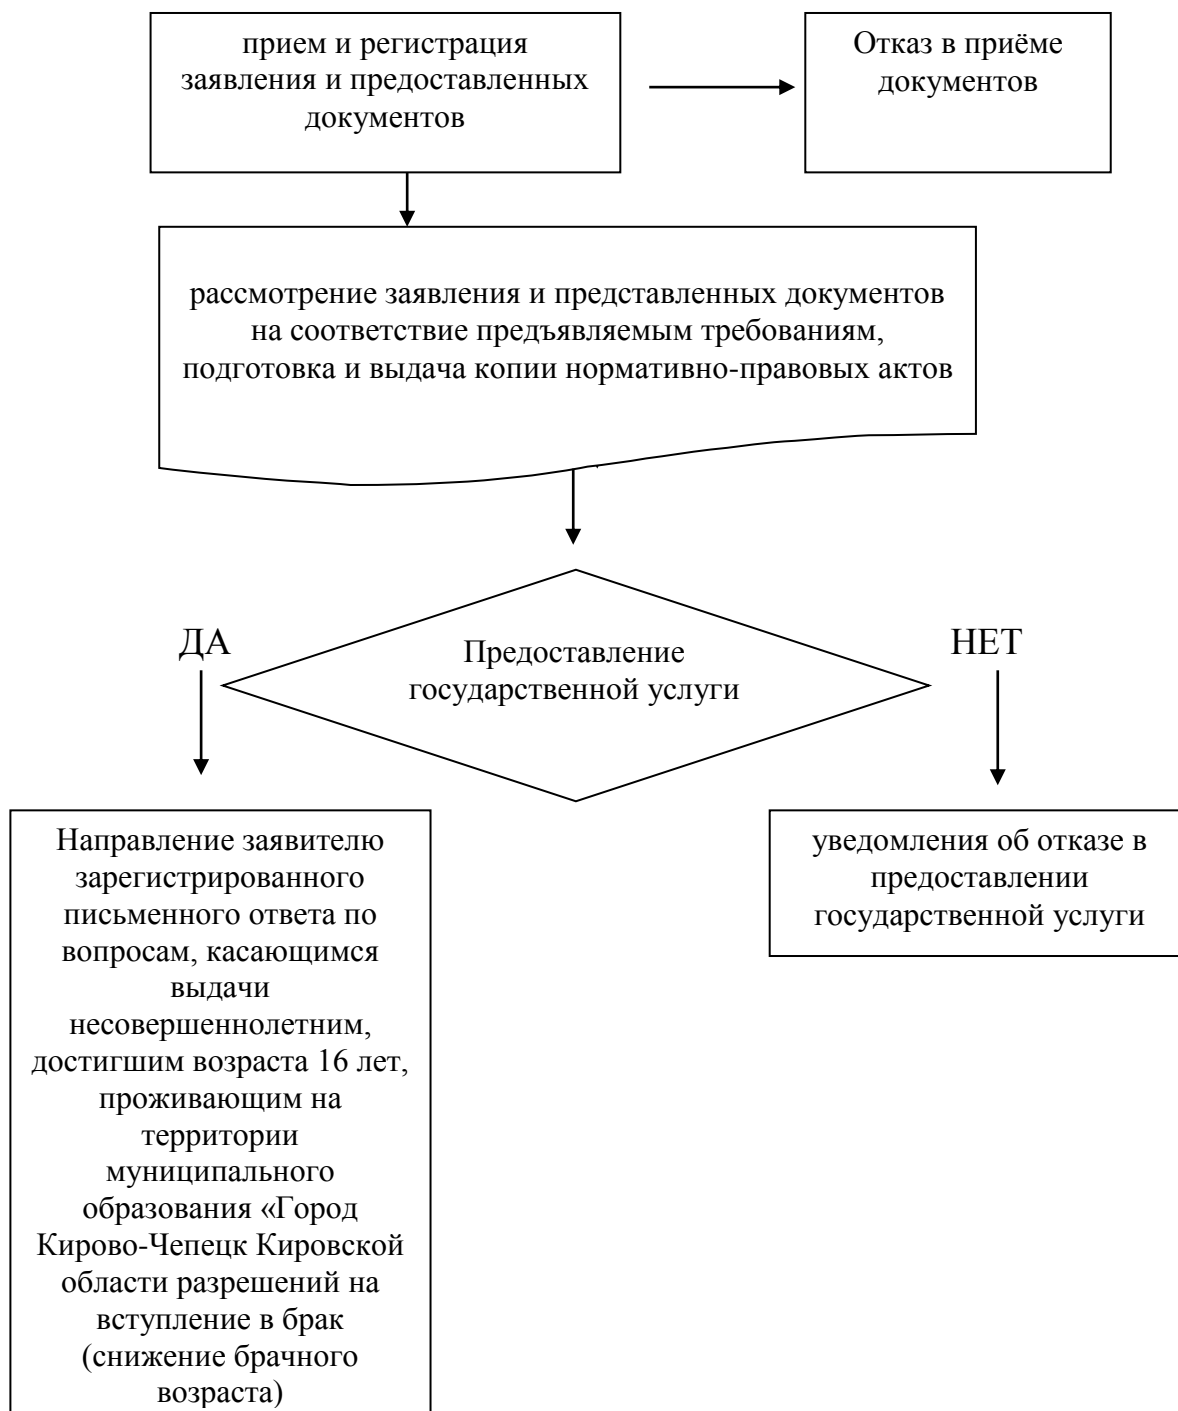 прием и регистрация
заявления и предоставленных
документов
Отказ в приёме
документов
рассмотрение заявления и представленных документов
на соответствие предъявляемым требованиям,
подготовка и выдача копии нормативно-правовых актов
ДА
Предоставление
государственной услуги
НЕТ
Направление заявителю
зарегистрированного
письменного ответа по
вопросам, касающимся
выдачи
несовершеннолетним,
достигшим возраста 16 лет,
проживающим на
территории
муниципального
образования «Город
Кирово-Чепецк Кировской
области разрешений на
вступление в брак
(снижение брачного
возраста)
уведомления об отказе в
предоставлении
государственной услуги